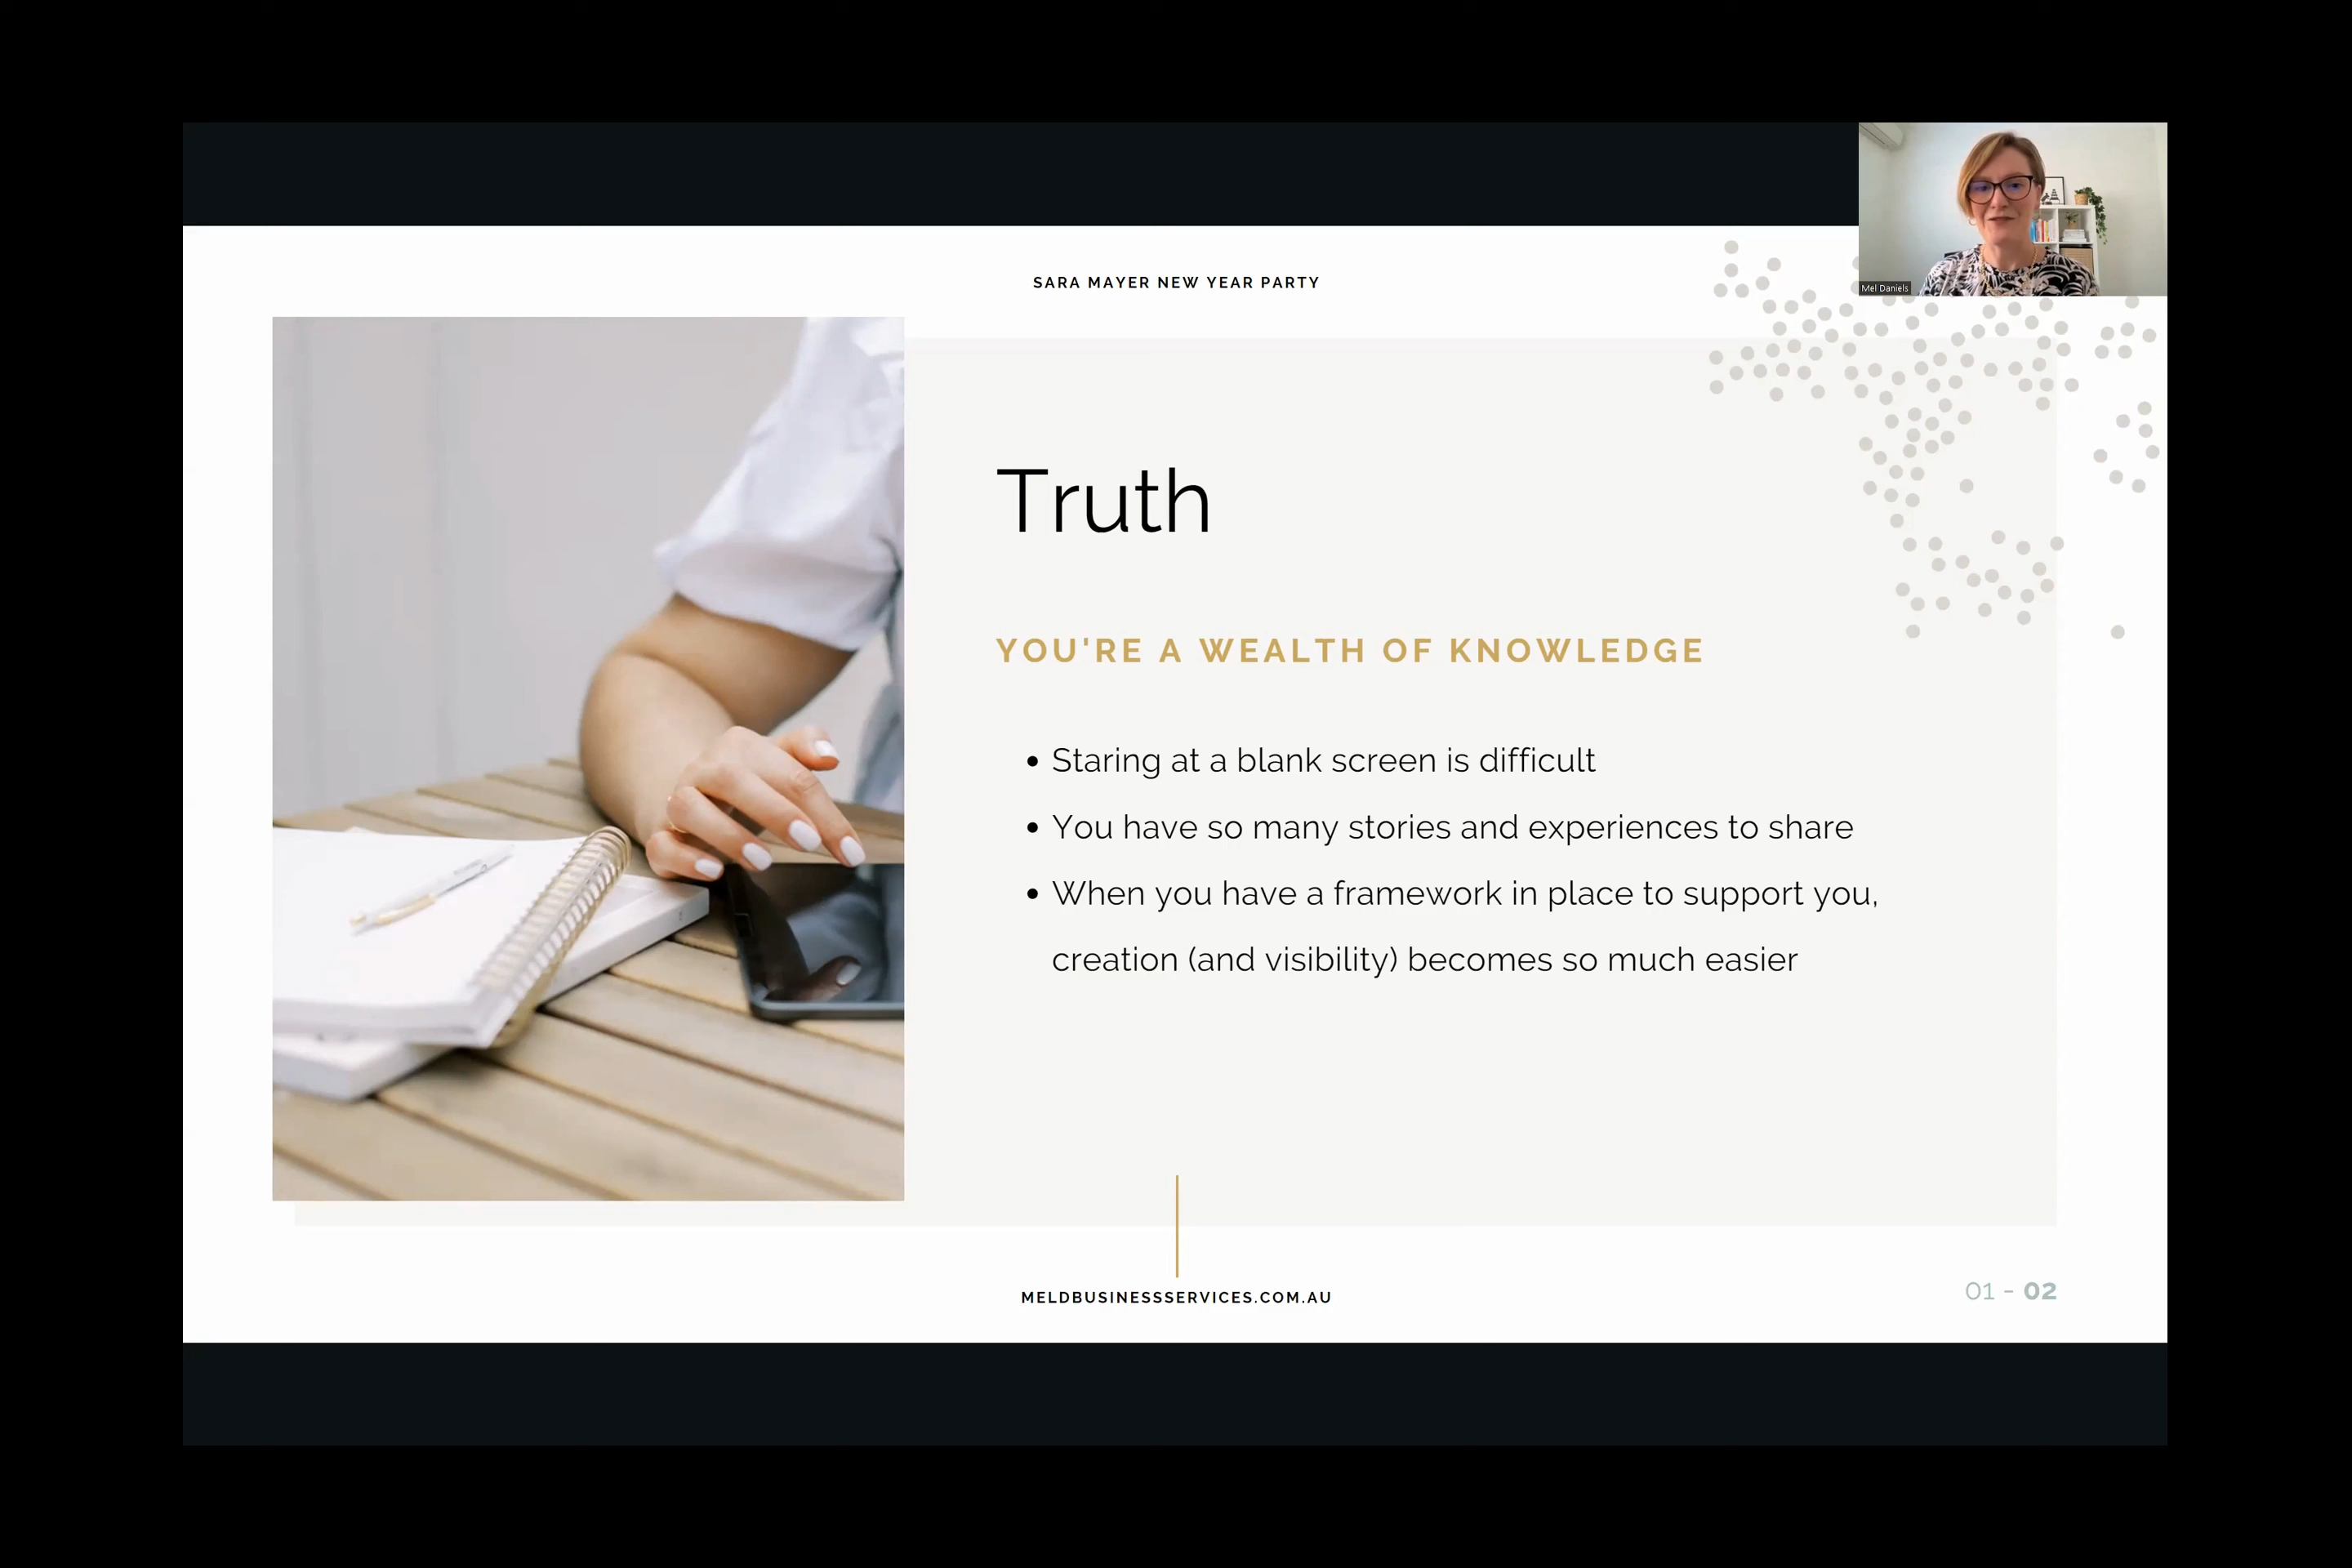 Mel Daniels
SARA MAYER NEW YEAR PARTY
Truth
YOU'RE A WEALTH OF KNOWLEDGE
• Staring at a blank screen is difficult
• You have so many stories and experiences to share
• When you have a framework in place to support you,
creation (and visibility) becomes so much easier
MELDBUSINESSSERVICES.COM.AU
01 - 02